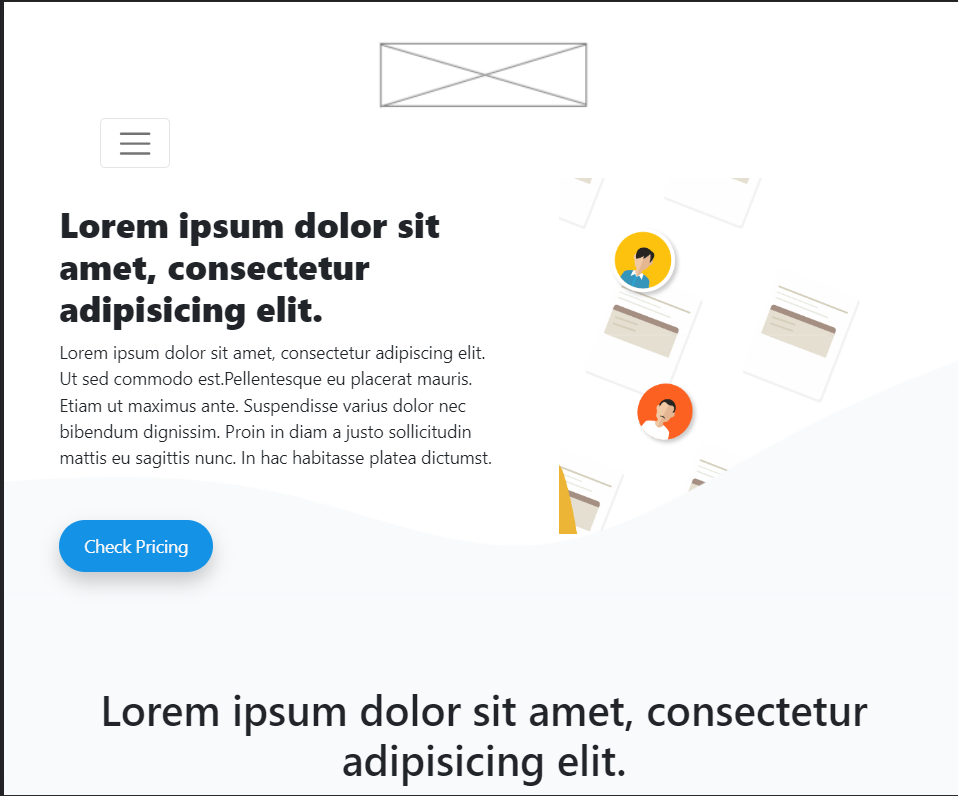 Lorem ipsum dolor sit
amet, consectetur
adipisicing elit.
Lorem ipsum dolor sit amet, consectetur adipiscing elit.
Ut sed commodo est.Pellentesque eu placerat mauris.
Etiam ut maximus ante. Suspendisse varius dolor nec
bibendum dignissim. Proin in diam a justo sollicitudin
mattis eu sagittis nunc. In hac habitasse platea dictumst.
Check Pricing
Lorem ipsum dolor sit amet, consectetur
adipisicing elit.